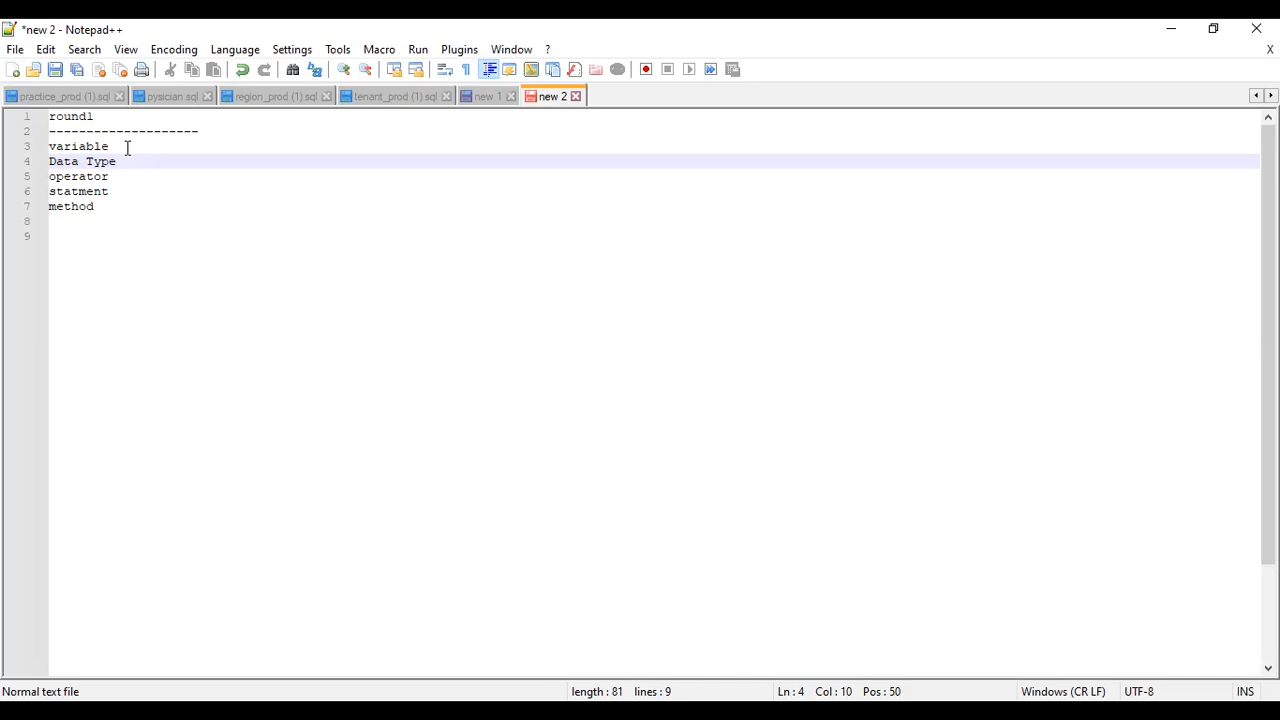 *new 2 - Notepad++
File Edit Search View Encoding Language Settings Tools Macro Run Plugins Window ? X
practice_prod (1).sql pysician.sql region_prod (1).sql tenant_prod (1).sql new 1 new 2
1 round1
2 --------------------
3 variable
4 Data Type
5 operator
6 statment
7 method
8
9
Normal text file length : 81 lines : 9 Ln : 4 Col : 10 Pos : 50 Windows (CR LF) UTF-8 INS